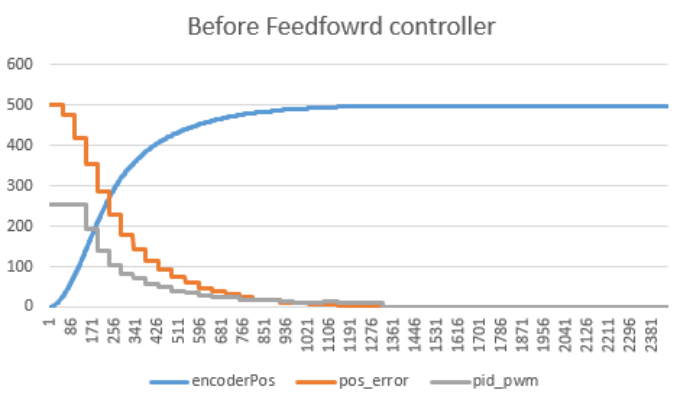 Before Feedfowrd controller
600
500
400
300
200
100
0
1 86 171 256 341 426 511 596 681 766 851 936 1021 1106 1191 1276 1361 1446 1531 1616 1701 1786 1871 1956 2041 2126 2211 2296 2381
encoderPos pos_error pid_pwm